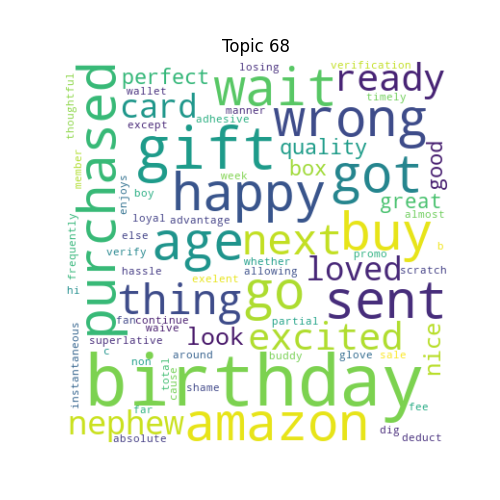 Topic 68
losing verification
thoughtful purchased perfect wait ready
wallet timely
card wrong
except adhesive manner
gift quality good
member enjoys happy week box got
boy great
loyal advantage almost
frequently else age next buy
verify whether promo b
hassle allowing loved scratch
hi thing exelent go sent
fancontinue partial
instantaneous waive look excited nice
superlative
c non around buddy glove sale
birthday total cause shame fee
far
nephew amazon dig
absolute deduct